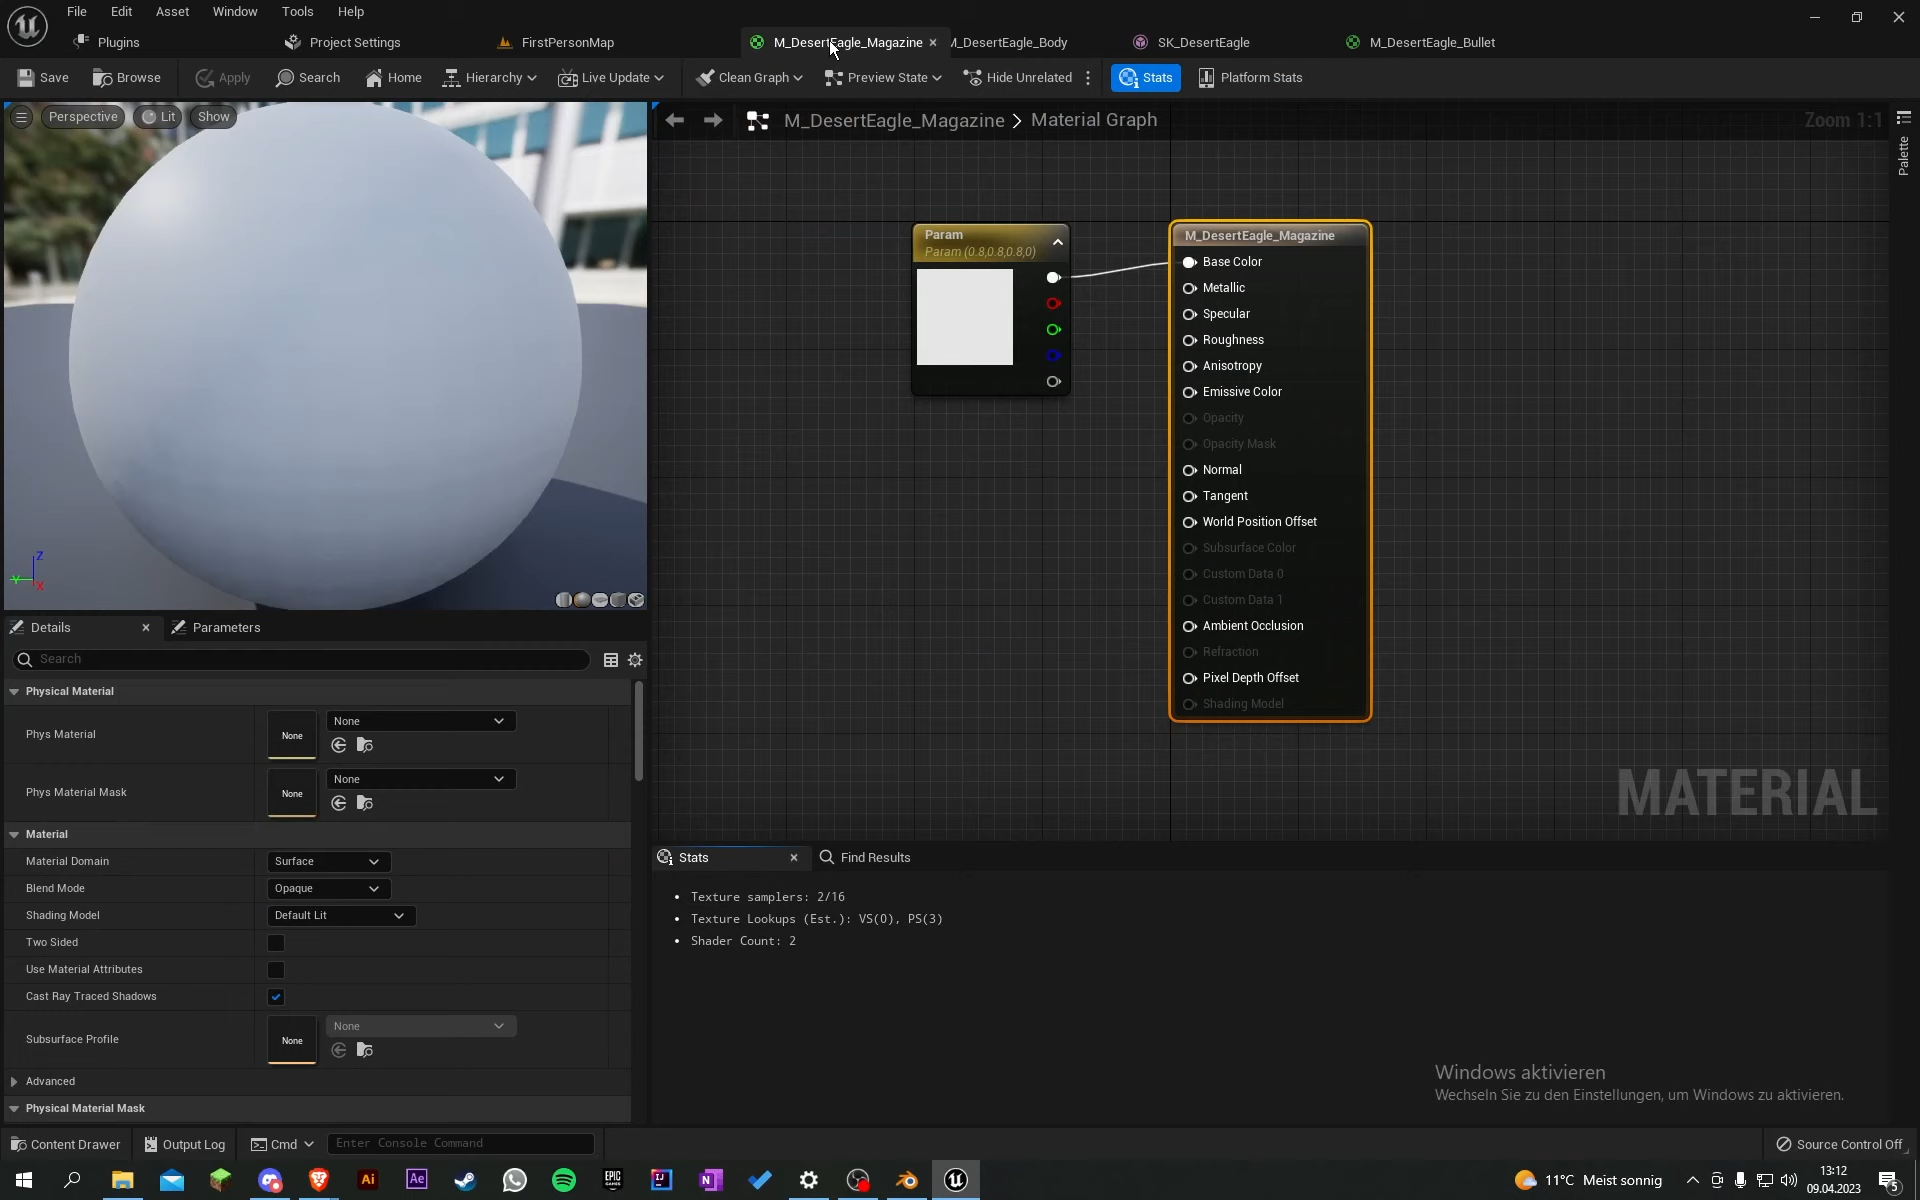 File Edit Asset Window Tools Help
Plugins Project Settings FirstPersonMap M_DesertEagle_Magazine M_DesertEagle_Body SK_DesertEagle M_DesertEagle_Bullet
Save Browse Apply Search Home Hierarchy Live Update Clean Graph Preview State Hide Unrelated Stats Platform Stats
Perspective Lit Show
M_DesertEagle_Magazine > Material Graph
Zoom 1:1
Palette
Param
Param (0.8,0.8,0.8,0)
M_DesertEagle_Magazine
Base Color
Metallic
Specular
Roughness
Anisotropy
Emissive Color
Opacity
Opacity Mask
Normal
Tangent
World Position Offset
Subsurface Color
Custom Data 0
Custom Data 1
Ambient Occlusion
Refraction
Pixel Depth Offset
Shading Model
MATERIAL
Z
Y
X
Details Parameters
Search
Physical Material
Phys Material None None
Phys Material Mask None None
Material
Material Domain Surface
Blend Mode Opaque
Shading Model Default Lit
Two Sided
Use Material Attributes
Cast Ray Traced Shadows
Subsurface Profile None None
Advanced
Physical Material Mask
Stats Find Results
• Texture samplers: 2/16
• Texture Lookups (Est.): VS(0), PS(3)
• Shader Count: 2
Windows aktivieren
Wechseln Sie zu den Einstellungen, um Windows zu aktivieren.
Content Drawer Output Log Cmd Enter Console Command Source Control Off
Ai Ae EPIC GAMES IJ N
11°C Meist sonnig
13:12
09.04.2023
5